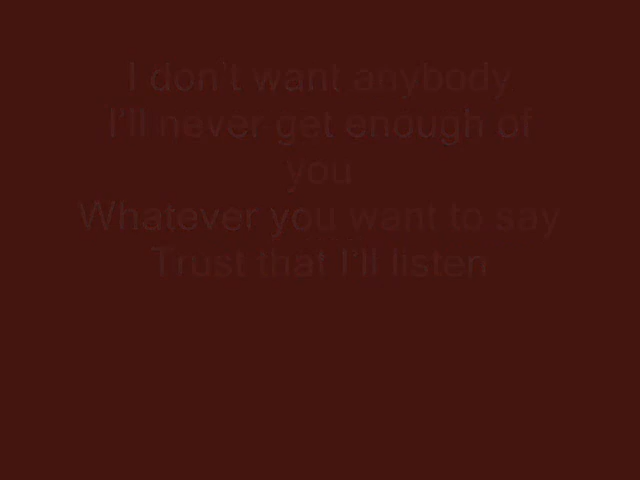 I don't want anybody
I'll never get enough of
you
Whatever you want to say
Trust that I'll listen